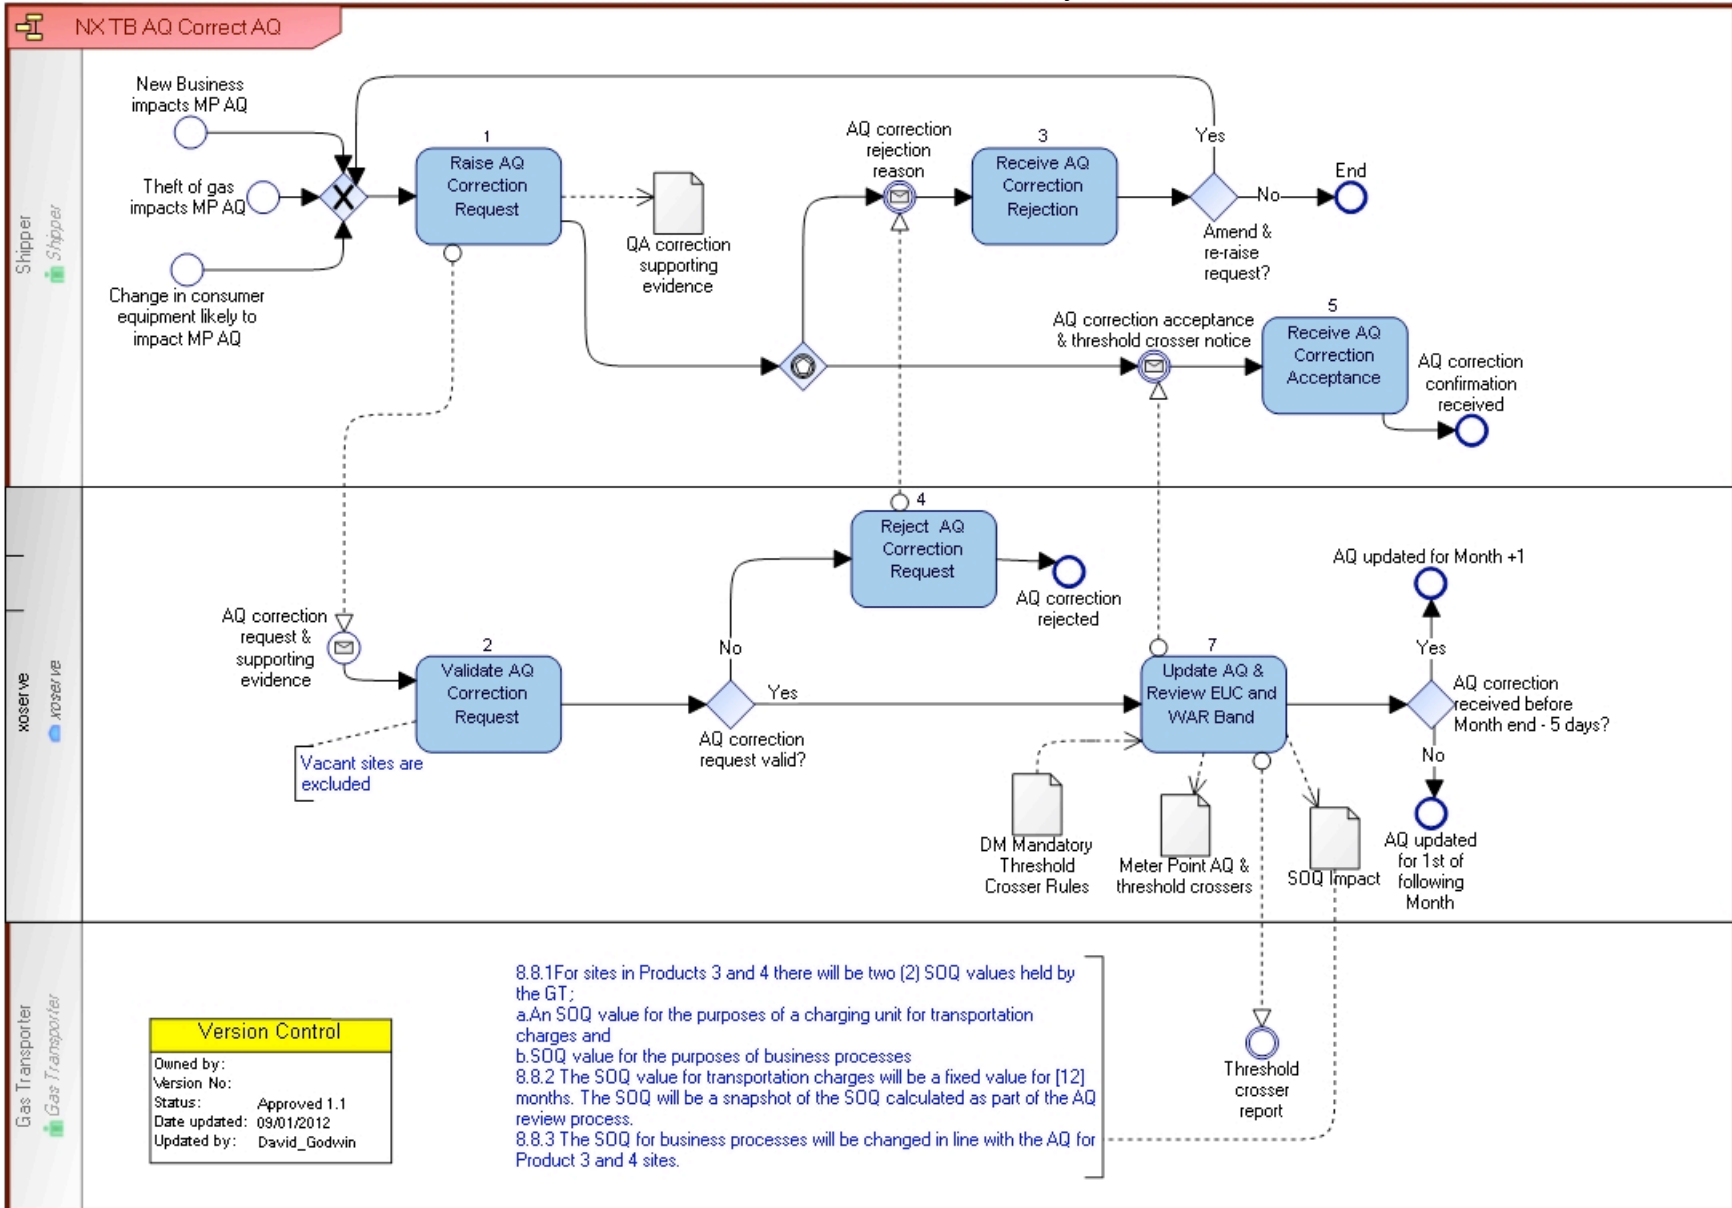 NX TB AQ Correct AQ
Shipper
Shipper
New Business
impacts MP AQ
Theft of gas
impacts MP AQ
Change in consumer
equipment likely to
impact MP AQ
1
Raise AQ
Correction
Request
QA correction
supporting
evidence
AQ correction
rejection
reason
3
Receive AQ
Correction
Rejection
Yes
No
End
Amend &
re-raise
request?
AQ correction acceptance
& threshold crosser notice
5
Receive AQ
Correction
Acceptance
AQ correction
confirmation
received
xoserve
xoserve
AQ correction
request &
supporting
evidence
2
Validate AQ
Correction
Request
Vacant sites are
excluded
No
Yes
AQ correction
request valid?
4
Reject AQ
Correction
Request
AQ correction
rejected
7
Update AQ &
Review EUC and
WAR Band
DM Mandatory
Threshold
Crosser Rules
Meter Point AQ &
threshold crossers
SOQ Impact
AQ updated for Month +1
Yes
AQ correction
received before
Month end - 5 days?
No
AQ updated
for 1st of
following
Month
Gas Transporter
Gas Transporter
Version Control
Owned by:
Version No:
Status: Approved 1.1
Date updated: 09/01/2012
Updated by: David_Godwin
8.8.1For sites in Products 3 and 4 there will be two (2) SOQ values held by
the GT;
a.An SOQ value for the purposes of a charging unit for transportation
charges and
b.SOQ value for the purposes of business processes
8.8.2 The SOQ value for transportation charges will be a fixed value for [12]
months. The SOQ will be a snapshot of the SOQ calculated as part of the AQ
review process.
8.8.3 The SOQ for business processes will be changed in line with the AQ for
Product 3 and 4 sites.
Threshold
crosser
report